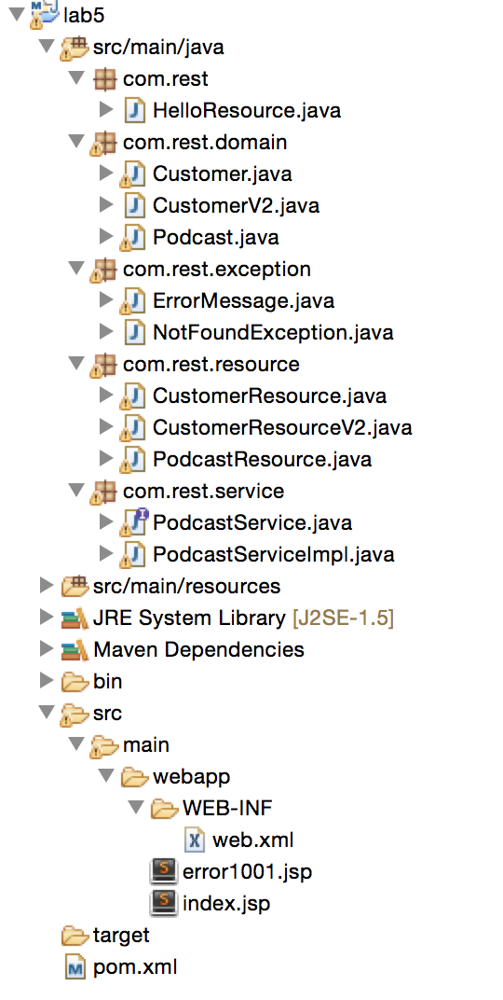 lab5
src/main/java
com.rest
HelloResource.java
com.rest.domain
Customer.java
CustomerV2.java
Podcast.java
com.rest.exception
ErrorMessage.java
NotFoundException.java
com.rest.resource
CustomerResource.java
CustomerResourceV2.java
PodcastResource.java
com.rest.service
PodcastService.java
PodcastServiceImpl.java
src/main/resources
JRE System Library [J2SE-1.5]
Maven Dependencies
bin
src
main
webapp
WEB-INF
web.xml
error1001.jsp
index.jsp
target
pom.xml